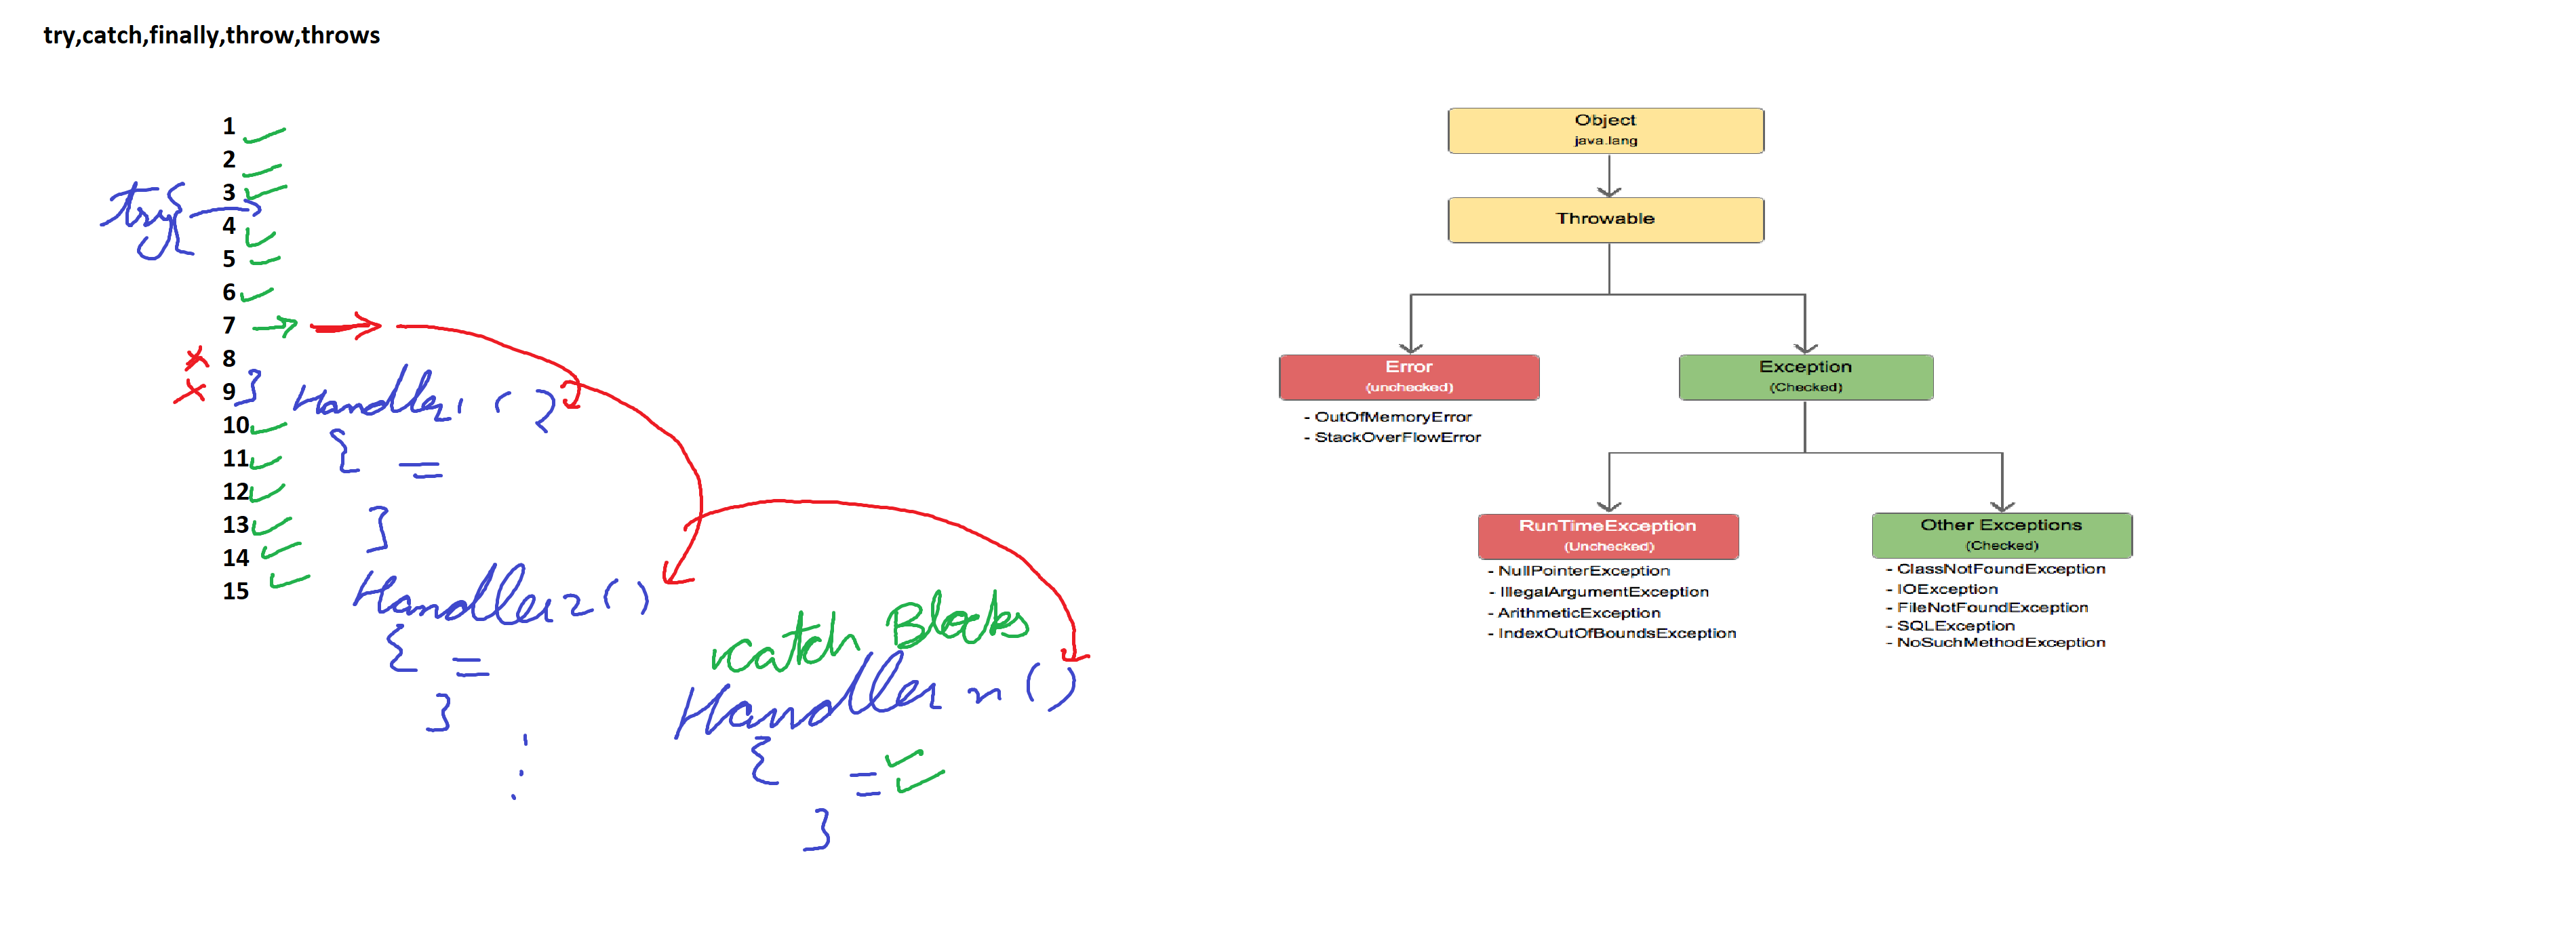 try,catch,finally,throw,throws
1
2
3
try{
4
5
6
7
8
9 }
Handler1()
10
{ =
11
12
13
}
14
15
Handler2()
{ =
}
catch Blocks
Handler n()
{ =
}
Object
java.lang
Throwable
Error
(unchecked)
- OutOfMemoryError
- StackOverFlowError
Exception
(Checked)
RunTimeException
(Unchecked)
- NullPointerException
- IllegalArgumentException
- ArithmeticException
- IndexOutOfBoundsException
Other Exceptions
(Checked)
- ClassNotFoundException
- IOException
- FileNotFoundException
- SQLException
- NoSuchMethodException